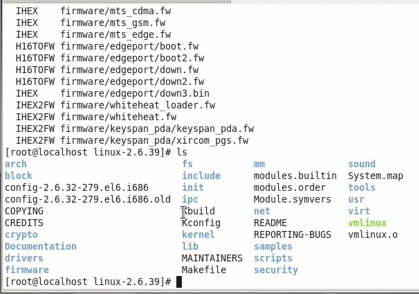 IHEX    firmware/mts_cdma.fw
IHEX    firmware/mts_gsm.fw
IHEX    firmware/mts_edge.fw
H16TOFW firmware/edgeport/boot.fw
H16TOFW firmware/edgeport/boot2.fw
H16TOFW firmware/edgeport/down.fw
H16TOFW firmware/edgeport/down2.fw
IHEX    firmware/edgeport/down3.bin
IHEX2FW firmware/whiteheat_loader.fw
IHEX2FW firmware/whiteheat.fw
IHEX2FW firmware/keyspan_pda/keyspan_pda.fw
IHEX2FW firmware/keyspan_pda/xircom_pgs.fw
[root@localhost linux-2.6.39]# ls
arch fs mm sound
block include modules.builtin System.map
config-2.6.32-279.el6.i686 init modules.order tools
config-2.6.32-279.el6.i686.old ipc Module.symvers usr
COPYING Kbuild net virt
CREDITS Kconfig README vmlinux
crypto kernel REPORTING-BUGS vmlinux.o
Documentation lib samples
drivers MAINTAINERS scripts
firmware Makefile security
[root@localhost linux-2.6.39]#